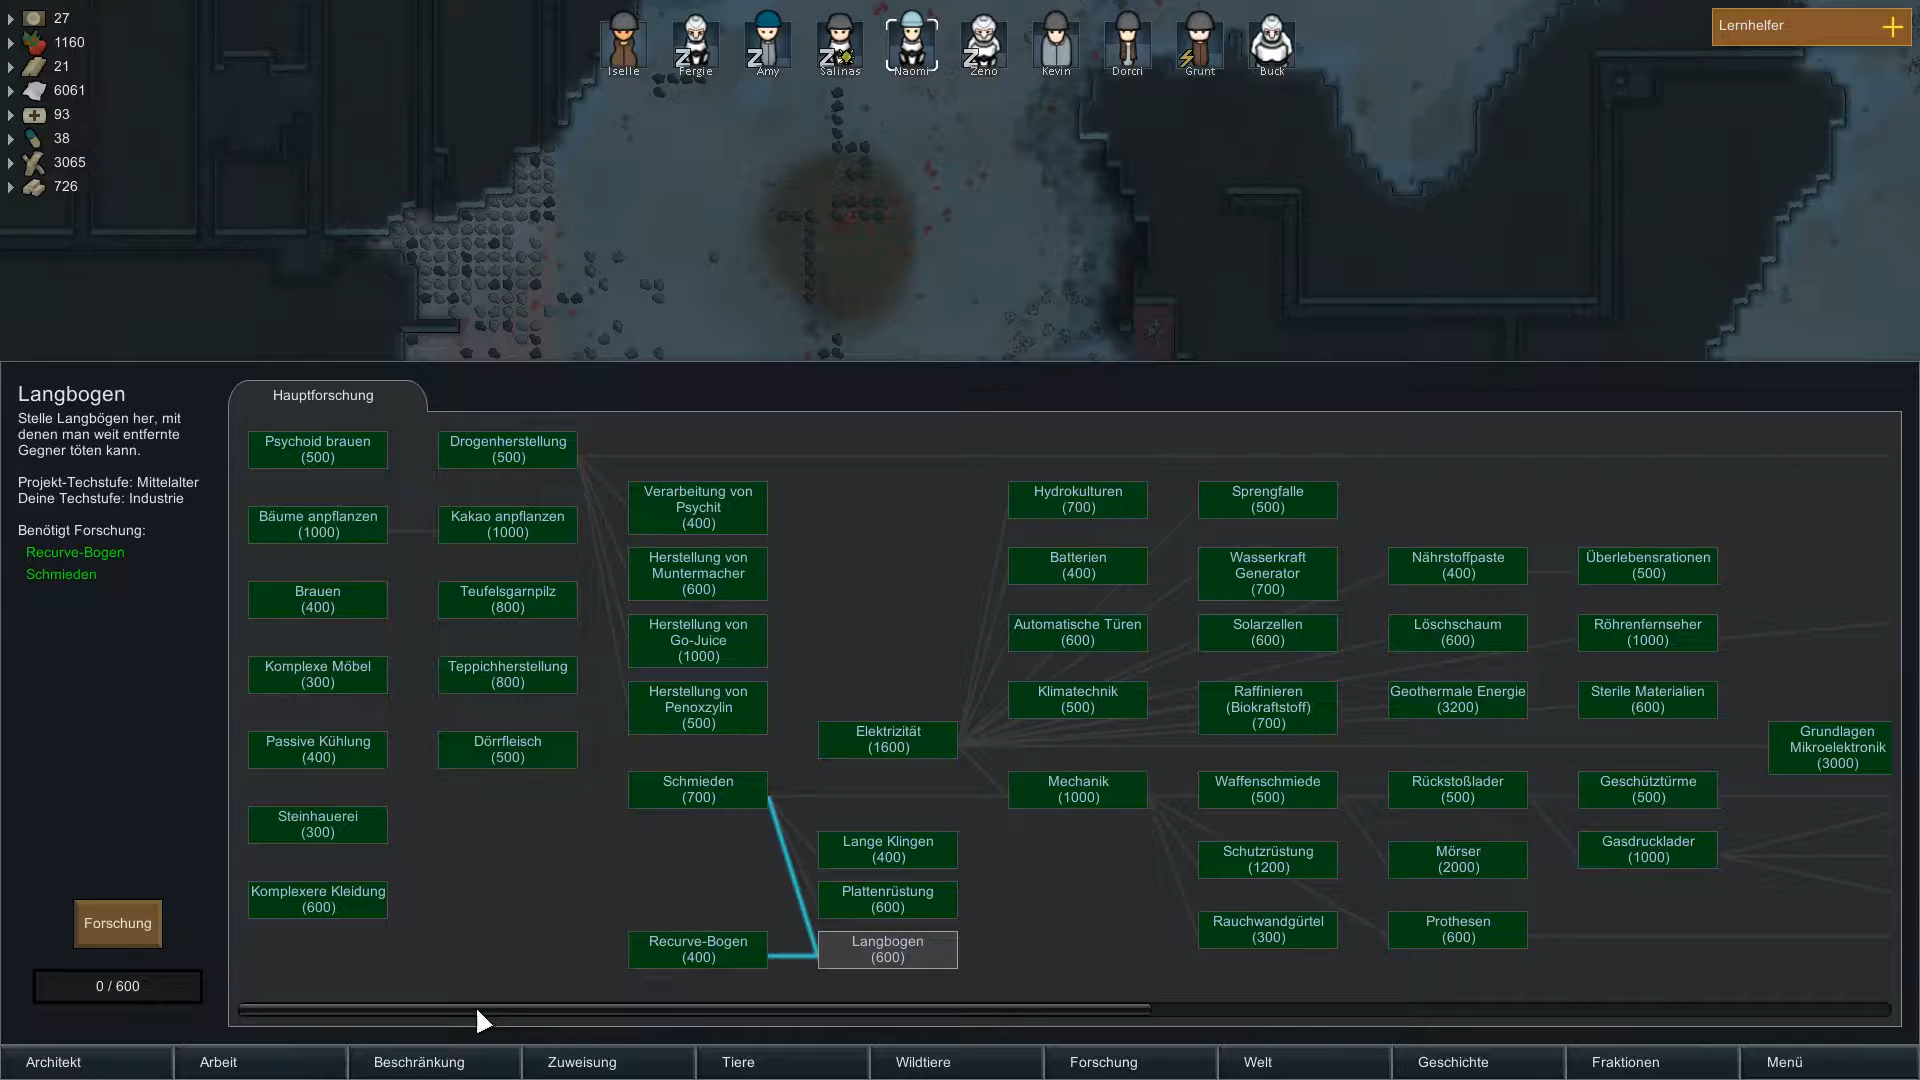 27
1160
21
6061
93
38
3065
726
Iselle
Fergie
Amy
Salinas
Naomi
Zeno
Kevin
Dorcri
Grunt
Buck
Lernhelfer
Langbogen
Stelle Langbögen her, mit
denen man weit entfernte
Gegner töten kann.
Projekt-Techstufe: Mittelalter
Deine Techstufe: Industrie
Benötigt Forschung:
Recurve-Bogen
Schmieden
Forschung
0 / 600
Hauptforschung
Psychoid brauen
(500)
Bäume anpflanzen
(1000)
Brauen
(400)
Komplexe Möbel
(300)
Passive Kühlung
(400)
Steinhauerei
(300)
Komplexere Kleidung
(600)
Drogenherstellung
(500)
Kakao anpflanzen
(1000)
Teufelsgarnpilz
(800)
Teppichherstellung
(800)
Dörrfleisch
(500)
Verarbeitung von
Psychit
(400)
Herstellung von
Muntermacher
(600)
Herstellung von
Go-Juice
(1000)
Herstellung von
Penoxzylin
(500)
Schmieden
(700)
Recurve-Bogen
(400)
Elektrizität
(1600)
Lange Klingen
(400)
Plattenrüstung
(600)
Langbogen
(600)
Hydrokulturen
(700)
Batterien
(400)
Automatische Türen
(600)
Klimatechnik
(500)
Mechanik
(1000)
Sprengfalle
(500)
Wasserkraft
Generator
(700)
Solarzellen
(600)
Raffinieren
(Biokraftstoff)
(700)
Waffenschmiede
(500)
Schutzrüstung
(1200)
Rauchwandgürtel
(300)
Nährstoffpaste
(400)
Löschschaum
(600)
Geothermale Energie
(3200)
Rückstoßlader
(500)
Mörser
(2000)
Prothesen
(600)
Überlebensrationen
(500)
Röhrenfernseher
(1000)
Sterile Materialien
(600)
Geschütztürme
(500)
Gasdrucklader
(1000)
Grundlagen
Mikroelektronik
(3000)
Architekt
Arbeit
Beschränkung
Zuweisung
Tiere
Wildtiere
Forschung
Welt
Geschichte
Fraktionen
Menü